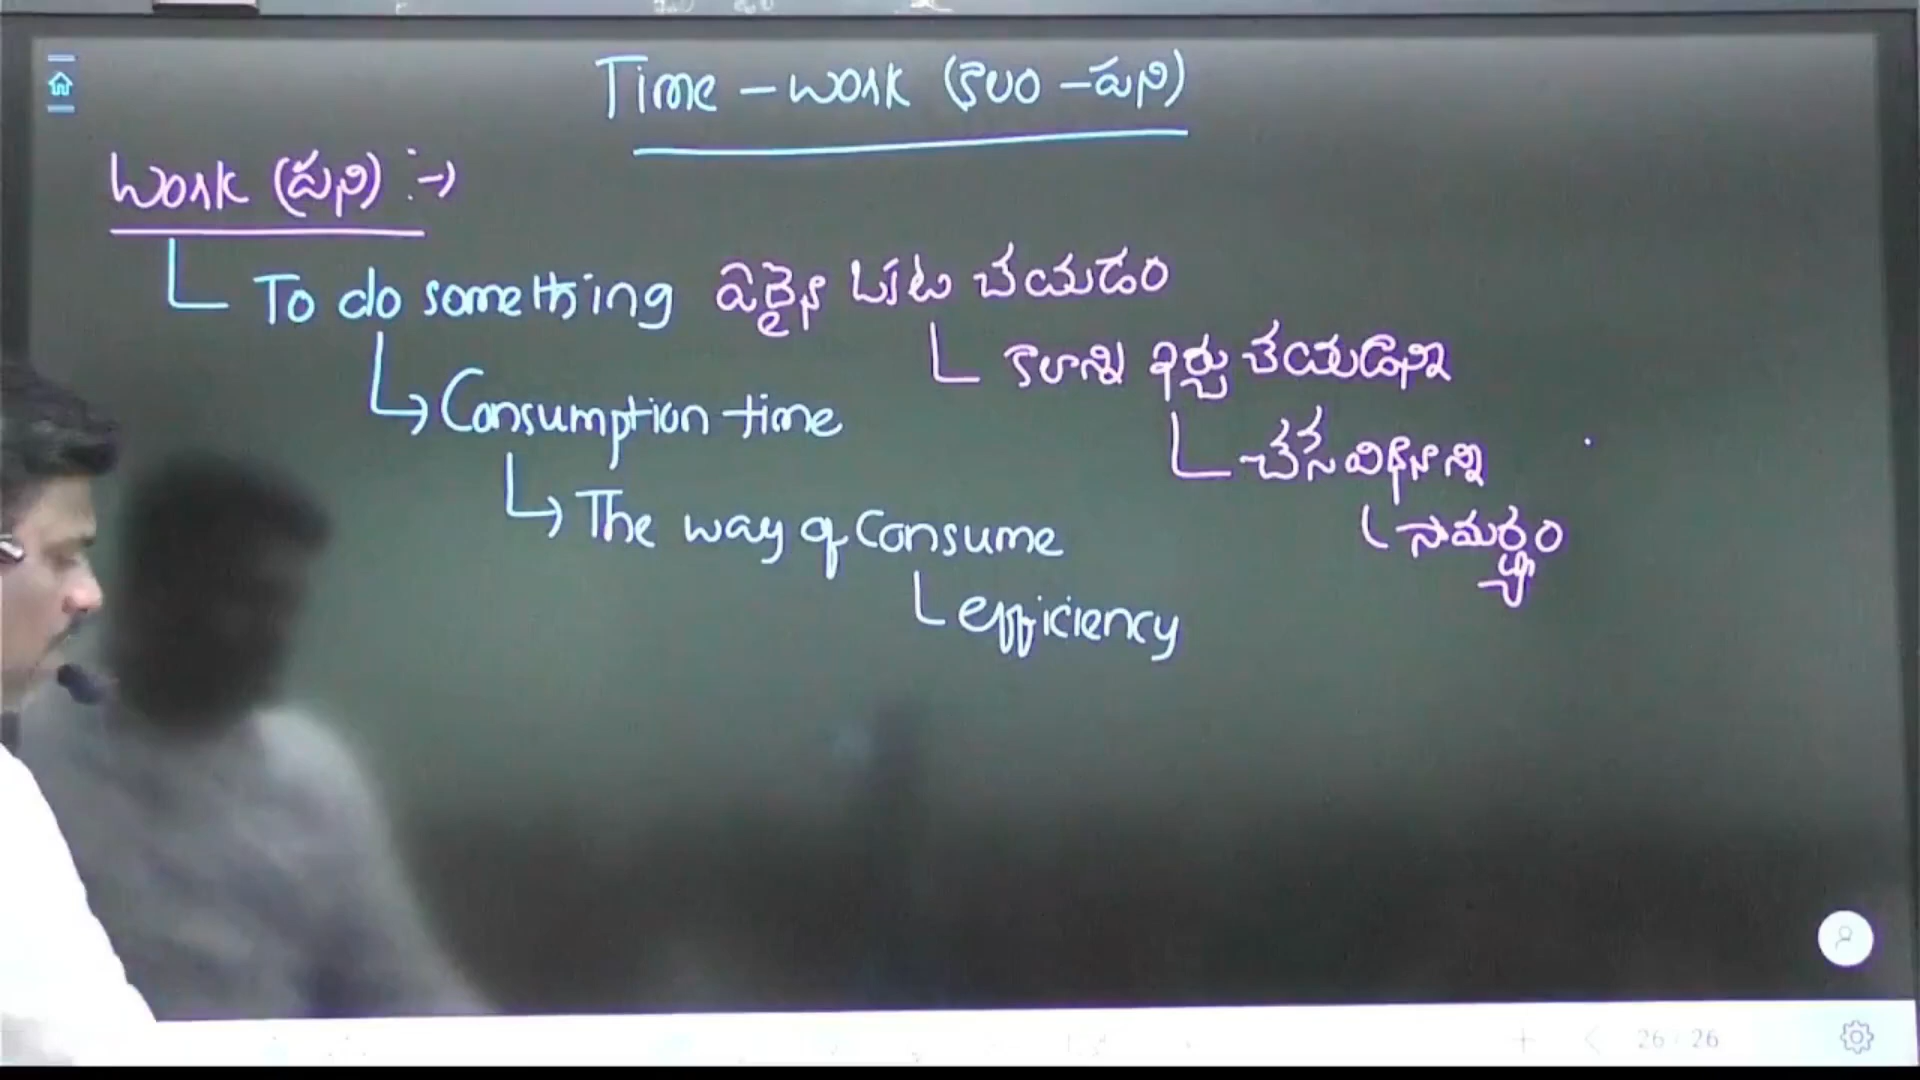 Time - work (కాలం - పని)
Work (పని) :->
To do something ఏదైనా ఒకటి చేయడం
కాలాన్ని ఖర్చు చేయడాన్ని
Consumption time
చేసే విధానాన్ని
The way of Consume
సామర్థ్యం
efficiency
26 / 26